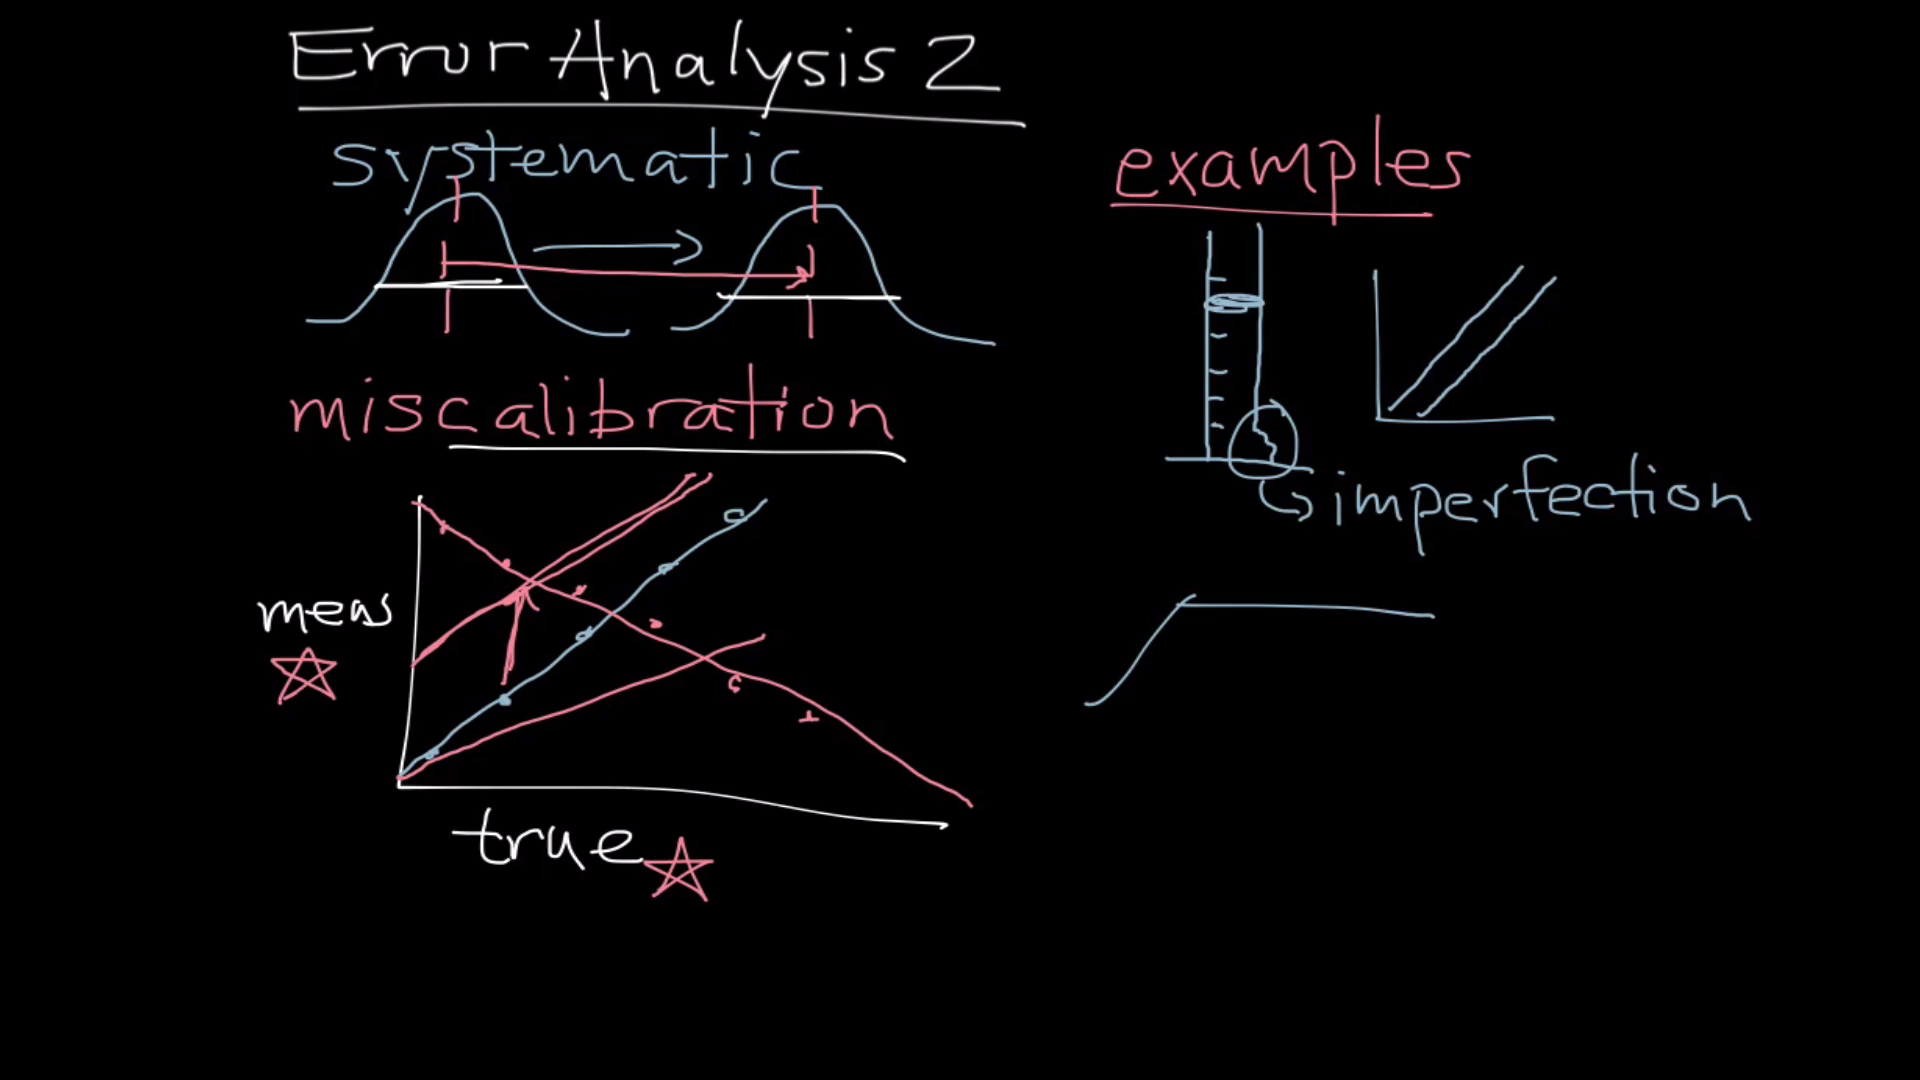 Error Analysis 2
systematic
miscalibration
meas
true
examples
imperfection